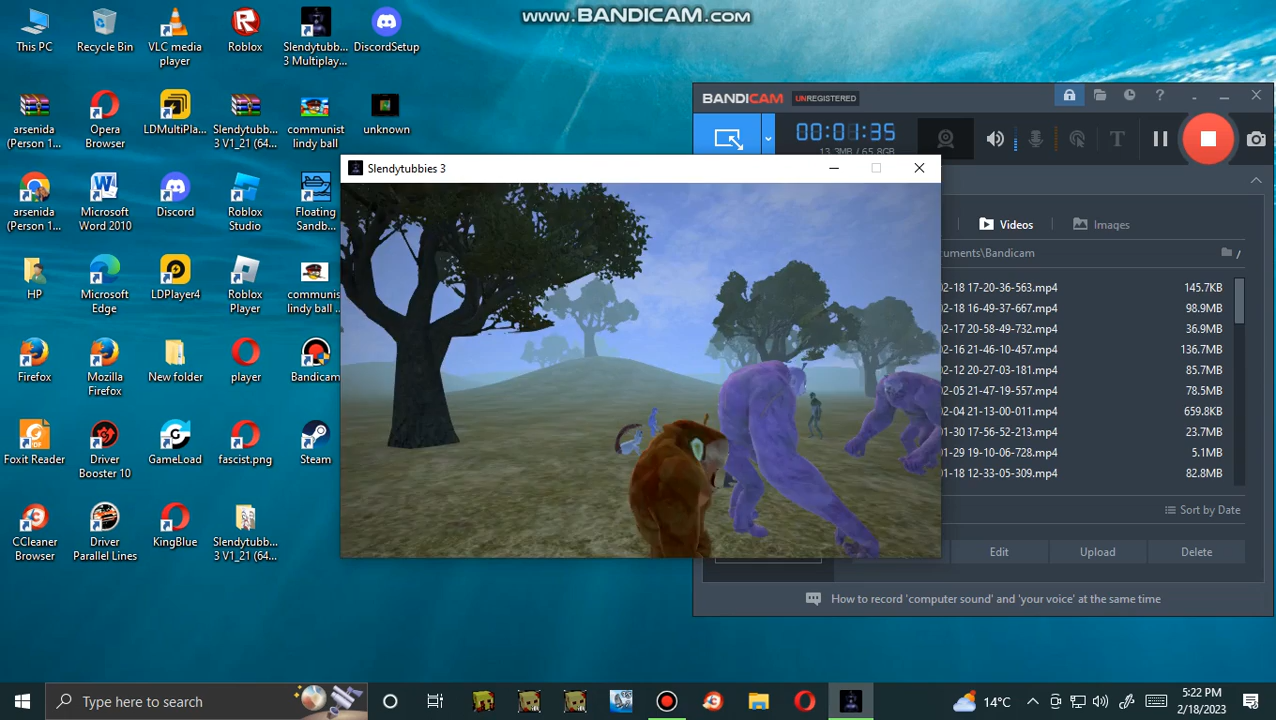 www.BANDICAM.com
This PC
Recycle Bin
VLC media
player
Roblox
Slendytubb...
3 Multiplay...
DiscordSetup
arsenida
(Person 1...
Opera
Browser
LDMultiPla...
Slendytubb...
3 V1_21 (64...
communist
lindy ball
unknown
arsenida
(Person 1...
Microsoft
Word 2010
Discord
Roblox
Studio
Floating
Sandb...
HP
Microsoft
Edge
LDPlayer4
Roblox
Player
communis
lindy ball ..
Firefox
Mozilla
Firefox
New folder
player
Bandicam
Foxit Reader
Driver
Booster 10
GameLoad
fascist.png
Steam
CCleaner
Browser
Driver
Parallel Lines
KingBlue
Slendytubb...
3 V1_21 (64...
BANDICAM
UNREGISTERED
00:01:35
13.3MB / 65.8GB
Slendytubbies 3
Videos
Images
cuments\Bandicam
02-18 17-20-36-563.mp4 145.7KB
02-18 16-49-37-667.mp4 98.9MB
02-17 20-58-49-732.mp4 36.9MB
02-16 21-46-10-457.mp4 136.7MB
02-12 20-27-03-181.mp4 85.7MB
02-05 21-47-19-557.mp4 78.5MB
02-04 21-13-00-011.mp4 659.8KB
01-30 17-56-52-213.mp4 23.7MB
01-29 19-10-06-728.mp4 5.1MB
01-18 12-33-05-309.mp4 82.8MB
Sort by Date
Edit
Upload
Delete
How to record 'computer sound' and 'your voice' at the same time
Type here to search
14°C
5:22 PM
2/18/2023